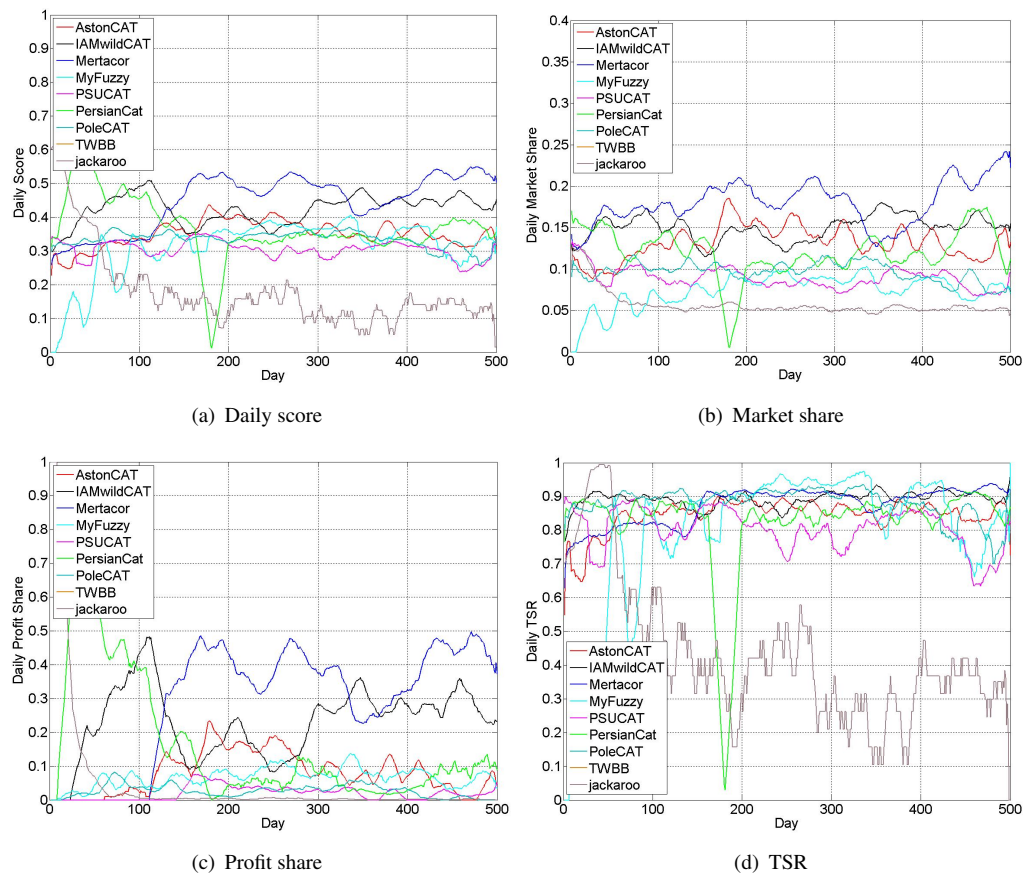 1
0.9
0.8
0.7
0.6
0.5
0.4
0.3
0.2
0.1
0
Daily Score
AstonCAT
IAMwildCAT
Mertacor
MyFuzzy
PSUCAT
PersianCat
PoleCAT
TWBB
jackaroo
100 200 300 400 500
Day
(a) Daily score
0.4
0.35
0.3
0.25
0.2
0.15
0.1
0.05
0
Daily Market Share
AstonCAT
IAMwildCAT
Mertacor
MyFuzzy
PSUCAT
PersianCat
PoleCAT
TWBB
jackaroo
100 200 300 400 500
Day
(b) Market share
1
0.9
0.8
0.7
0.6
0.5
0.4
0.3
0.2
0.1
0
Daily Profit Share
AstonCAT
IAMwildCAT
Mertacor
MyFuzzy
PSUCAT
PersianCat
PoleCAT
TWBB
jackaroo
100 200 300 400 500
Day
(c) Profit share
1
0.9
0.8
0.7
0.6
0.5
0.4
0.3
0.2
0.1
0
Daily TSR
AstonCAT
IAMwildCAT
Mertacor
MyFuzzy
PSUCAT
PersianCat
PoleCAT
TWBB
jackaroo
100 200 300 400 500
Day
(d) TSR